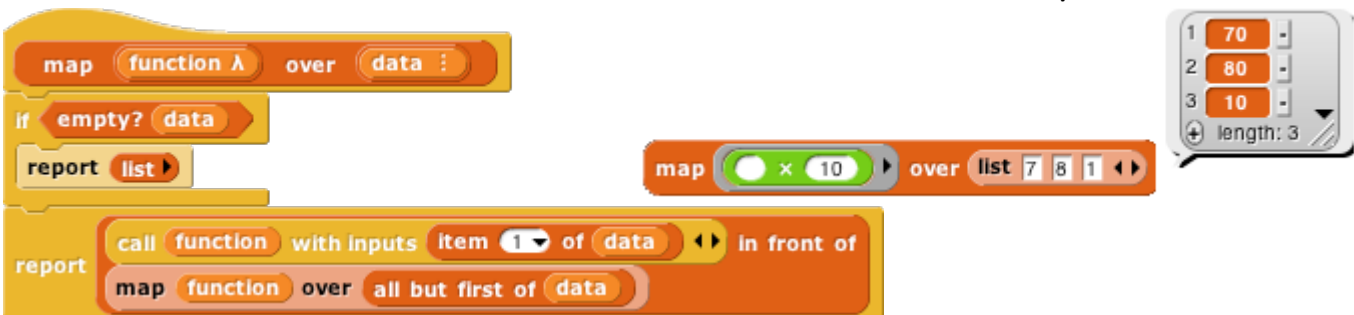 map function λ over data ⋮
if empty? data
report list
report call function with inputs item 1 of data in front of
map function over all but first of data
map × 10 over list 7 8 1
1 70 -
2 80 -
3 10 -
+ length: 3